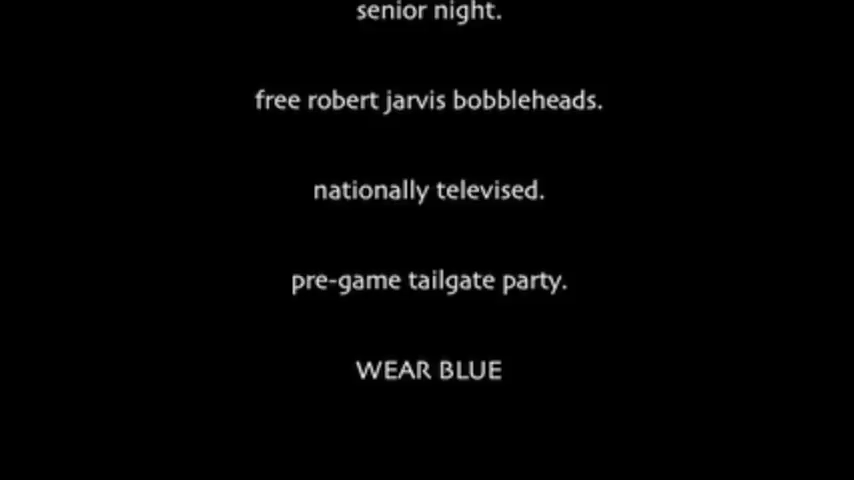 senior night.
free robert jarvis bobbleheads.
nationally televised.
pre-game tailgate party.
WEAR BLUE